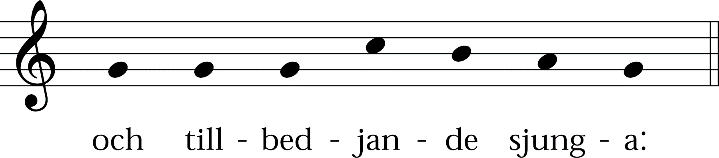 och till - bed - jan - de sjung - a: